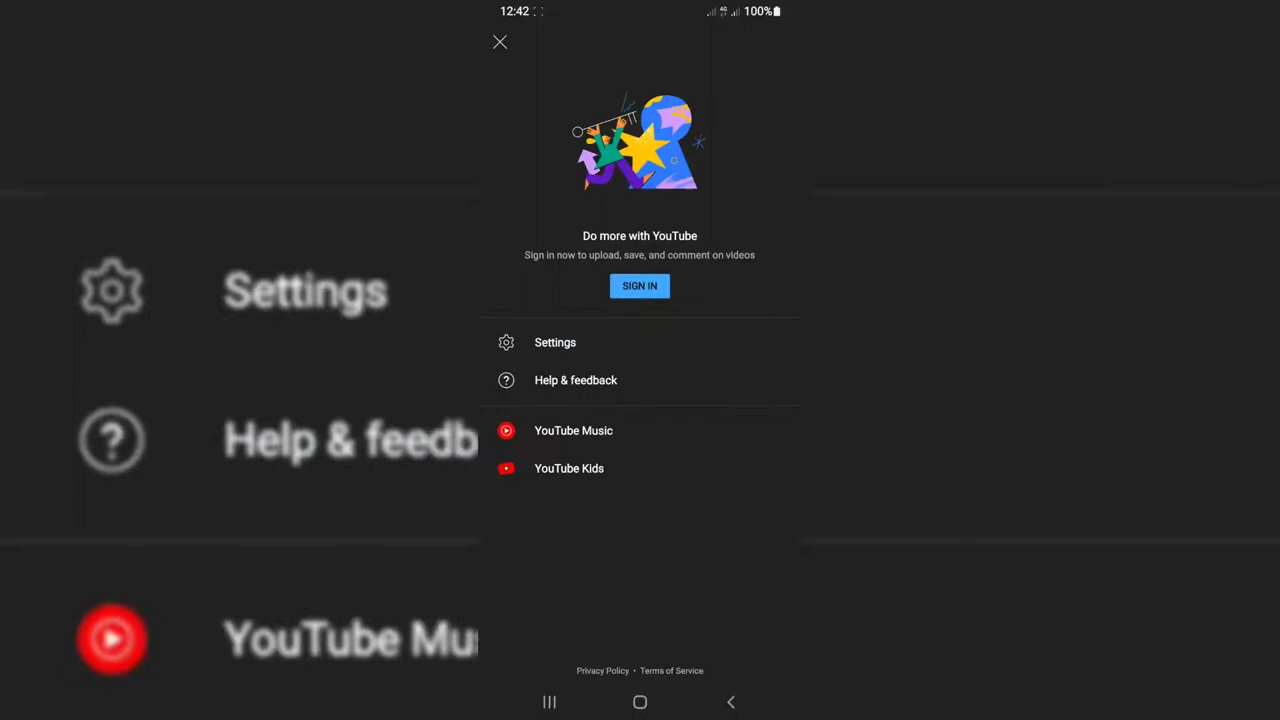 12:42
4G
100%
Do more with YouTube
Sign in now to upload, save, and comment on videos
SIGN IN
Settings
Help & feedback
YouTube Music
YouTube Kids
Privacy Policy • Terms of Service
Settings
Help & feedb
YouTube Mu